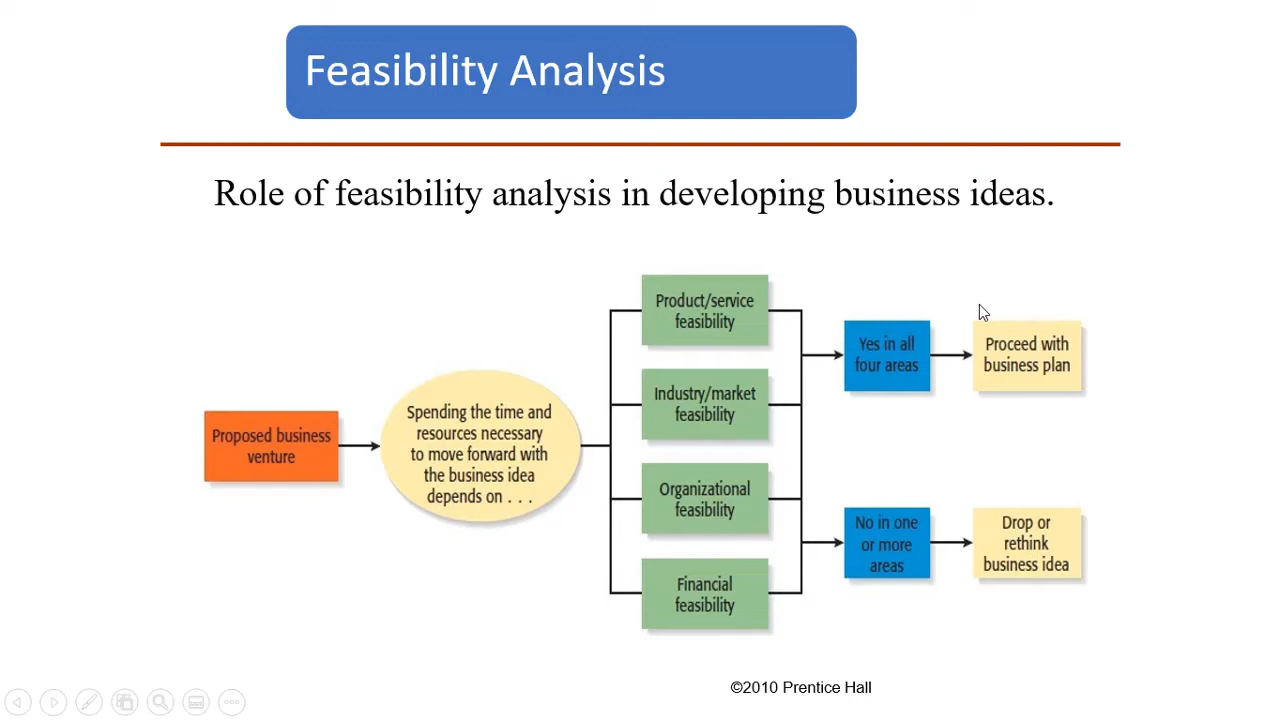 Feasibility Analysis
Role of feasibility analysis in developing business ideas.
Proposed business
venture
Spending the time and
resources necessary
to move forward with
the business idea
depends on . . .
Product/service
feasibility
Industry/market
feasibility
Organizational
feasibility
Financial
feasibility
Yes in all
four areas
Proceed with
business plan
No in one
or more
areas
Drop or
rethink
business idea
©2010 Prentice Hall